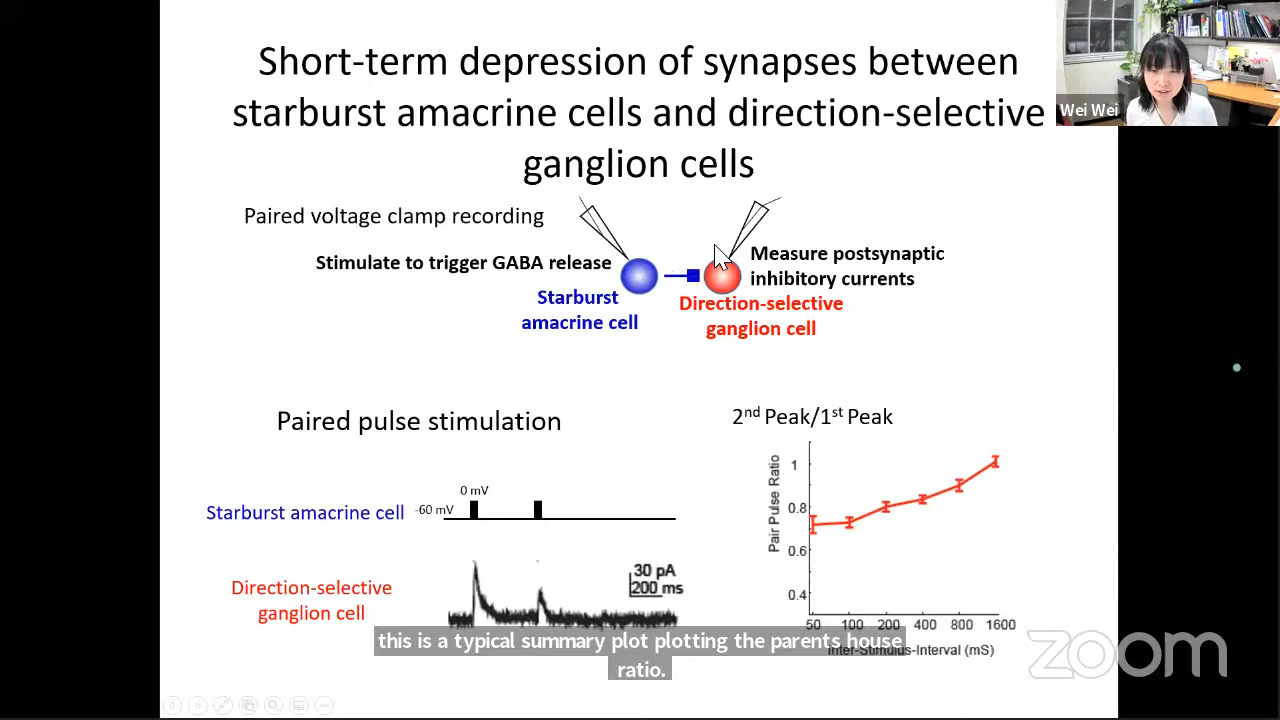 Short-term depression of synapses between
starburst amacrine cells and direction-selective
ganglion cells
Wei Wei
Paired voltage clamp recording
Stimulate to trigger GABA release
Measure postsynaptic
inhibitory currents
Starburst
amacrine cell
Direction-selective
ganglion cell
Paired pulse stimulation
2nd Peak/1st Peak
0 mV
-60 mV
Starburst amacrine cell
30 pA
200 ms
Direction-selective
ganglion cell
Pair Pulse Ratio
1
0.8
0.6
0.4
50 100 200 400 800 1600
Inter-Stimulus-Interval (mS)
this is a typical summary plot plotting the parents house
ratio.
zoom